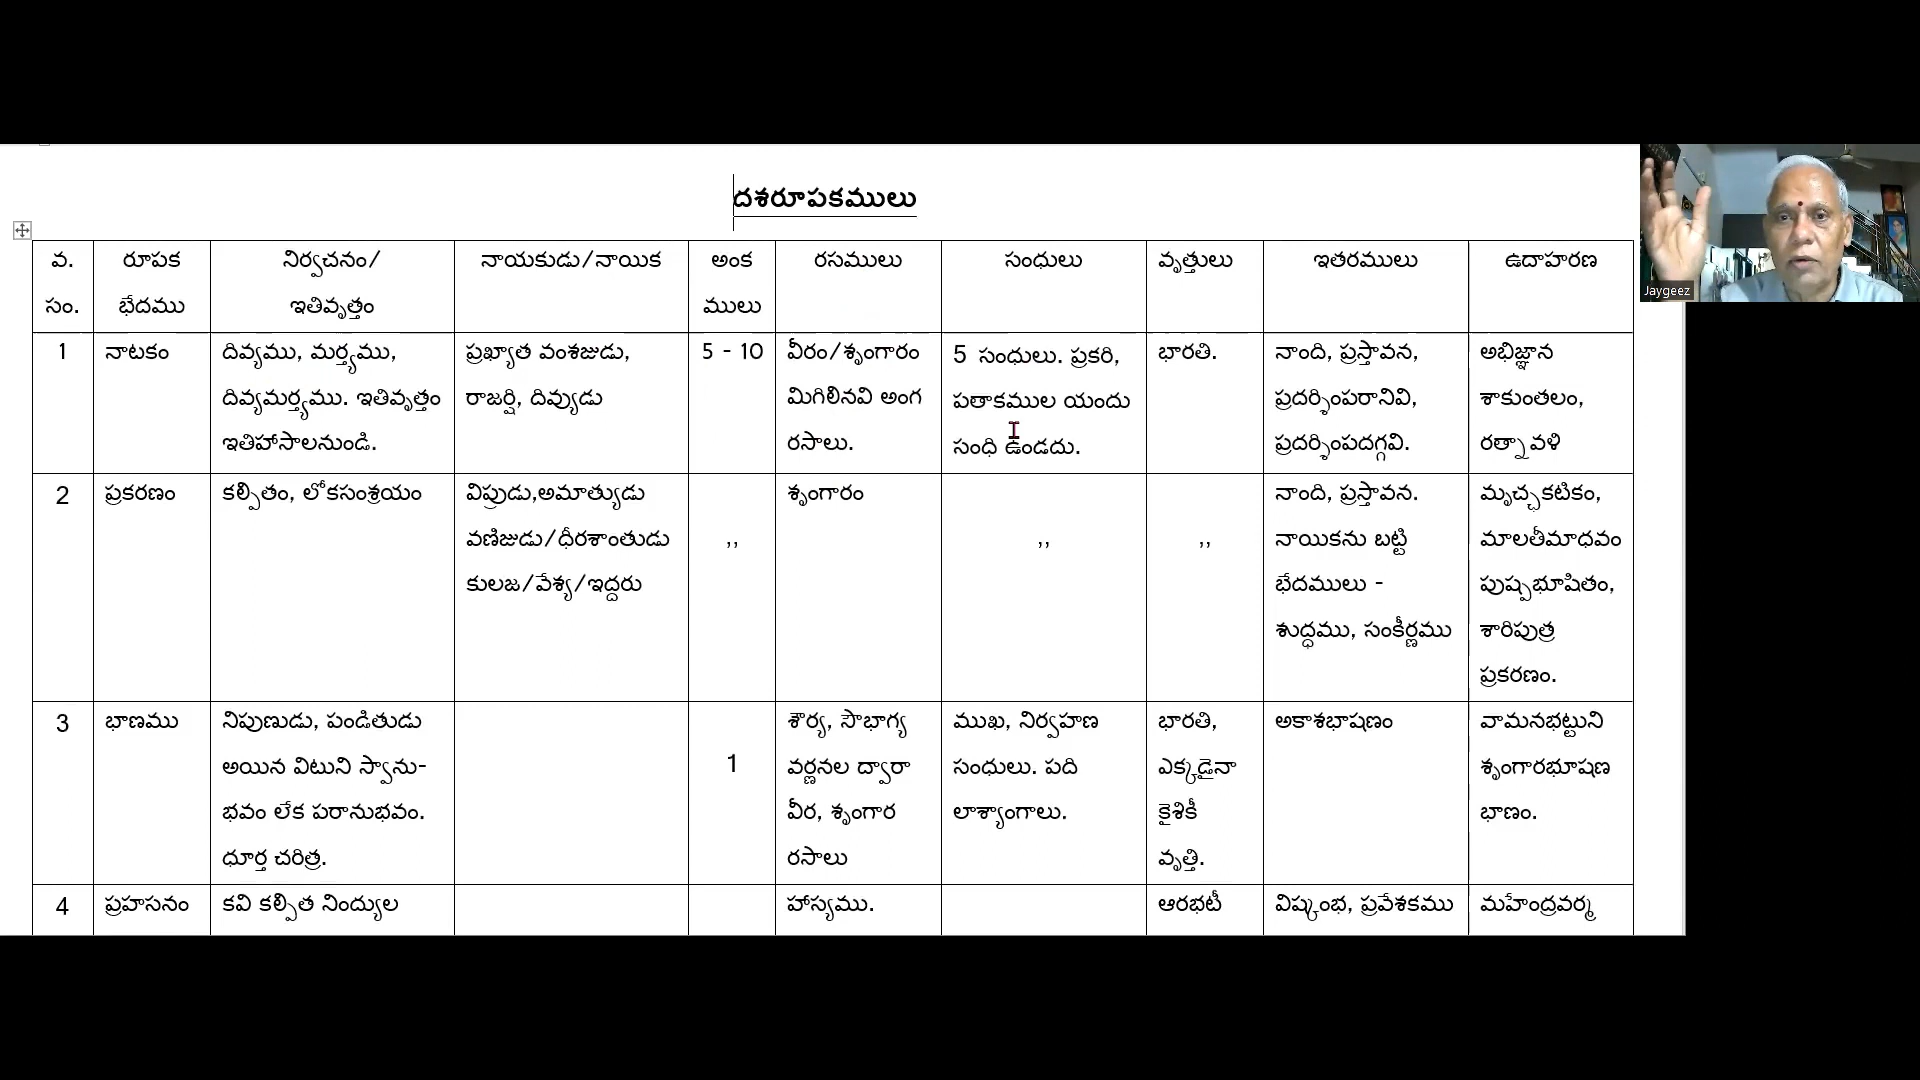 దశరూపకములు
Jaygeez
వ. సం.
రూపక భేదము
నిర్వచనం/ ఇతివృత్తం
నాయకుడు/నాయిక
అంక ములు
రసములు
సంధులు
వృత్తులు
ఇతరములు
ఉదాహరణ
1
నాటకం
దివ్యము, మర్త్యము,
దివ్యమర్త్యము. ఇతివృత్తం
ఇతిహాసాలనుండి.
ప్రఖ్యాత వంశజుడు,
రాజర్షి, దివ్యుడు
5 - 10
వీరం/శృంగారం
మిగిలినవి అంగ
రసాలు.
5 సంధులు. ప్రకరి,
పతాకముల యందు
సంధి ఉండదు.
భారతి.
నాంది, ప్రస్తావన,
ప్రదర్శింపరానివి,
ప్రదర్శింపదగ్గవి.
అభిజ్ఞాన
శాకుంతలం,
రత్నావళి
2
ప్రకరణం
కల్పితం, లోకసంశ్రయం
విప్రుడు,అమాత్యుడు
వణిజుడు/ధీరశాంతుడు
కులజ/వేశ్య/ఇద్దరు
,,
శృంగారం
,,
,,
నాంది, ప్రస్తావన.
నాయికను బట్టి
భేదములు -
శుద్ధము, సంకీర్ణము
మృచ్ఛకటికం,
మాలతీమాధవం
పుష్పభూషితం,
శారిపుత్ర
ప్రకరణం.
3
భాణము
నిపుణుడు, పండితుడు
అయిన విటుని స్వాను-
భవం లేక పరానుభవం.
ధూర్త చరిత్ర.
1
శౌర్య, సౌభాగ్య
వర్ణనల ద్వారా
వీర, శృంగార
రసాలు
ముఖ, నిర్వహణ
సంధులు. పది
లాశ్యాంగాలు.
భారతి,
ఎక్కడైనా
కైశికీ
వృత్తి.
అకాశభాషణం
వామనభట్టుని
శృంగారభూషణ
భాణం.
4
ప్రహసనం
కవి కల్పిత నింద్యుల
హాస్యము.
ఆరభటీ
విష్కంభ, ప్రవేశకము
మహేంద్రవర్మ